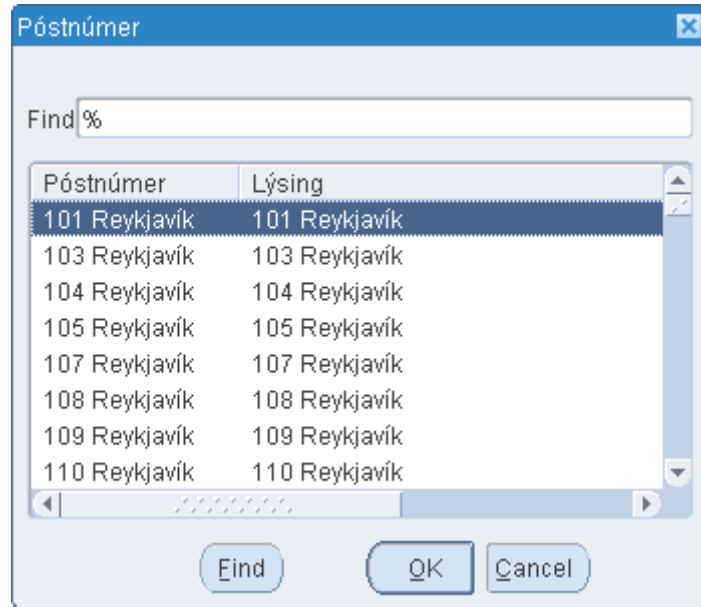 Póstnúmer
Find %
Póstnúmer Lýsing
101 Reykjavík 101 Reykjavík
103 Reykjavík 103 Reykjavík
104 Reykjavík 104 Reykjavík
105 Reykjavík 105 Reykjavík
107 Reykjavík 107 Reykjavík
108 Reykjavík 108 Reykjavík
109 Reykjavík 109 Reykjavík
110 Reykjavík 110 Reykjavík
Find OK Cancel